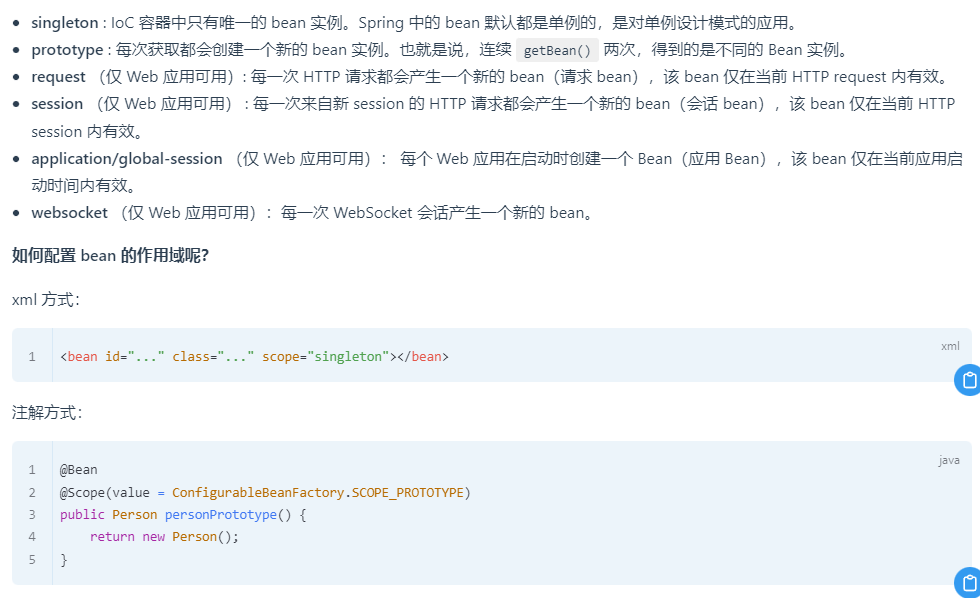 • singleton : IoC 容器中只有唯一的 bean 实例。Spring 中的 bean 默认都是单例的，是对单例设计模式的应用。
• prototype : 每次获取都会创建一个新的 bean 实例。也就是说，连续 getBean() 两次，得到的是不同的 Bean 实例。
• request （仅 Web 应用可用）: 每一次 HTTP 请求都会产生一个新的 bean（请求 bean），该 bean 仅在当前 HTTP request 内有效。
• session （仅 Web 应用可用） : 每一次来自新 session 的 HTTP 请求都会产生一个新的 bean（会话 bean），该 bean 仅在当前 HTTP
session 内有效。
• application/global-session （仅 Web 应用可用）： 每个 Web 应用在启动时创建一个 Bean（应用 Bean），该 bean 仅在当前应用启
动时间内有效。
• websocket （仅 Web 应用可用）：每一次 WebSocket 会话产生一个新的 bean。
如何配置 bean 的作用域呢？
xml 方式：
xml
1 <bean id="..." class="..." scope="singleton"></bean>
注解方式：
java
1 @Bean
2 @Scope(value = ConfigurableBeanFactory.SCOPE_PROTOTYPE)
3 public Person personPrototype() {
4     return new Person();
5 }